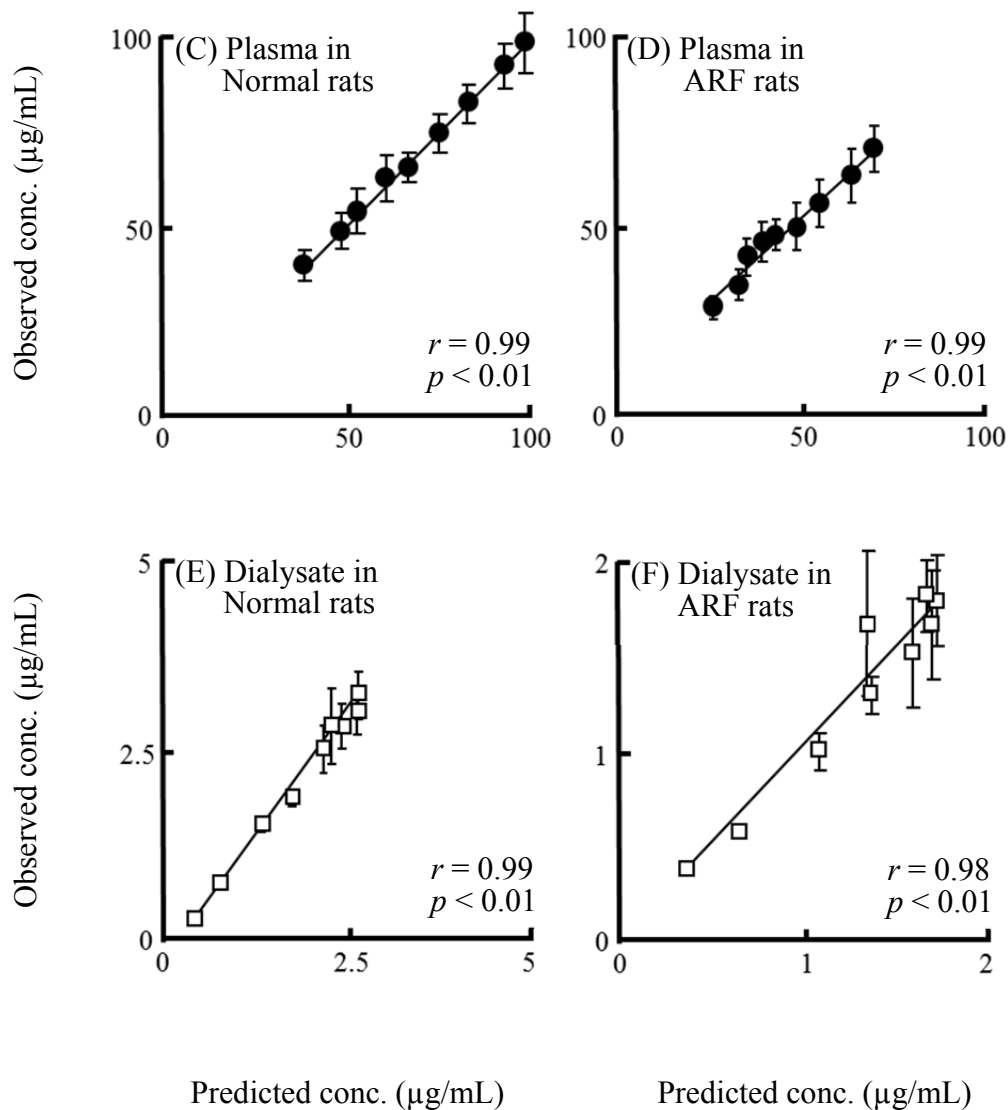 100
(C) Plasma in
Normal rats
50
r = 0.99
p < 0.01
0
0
50
100
Observed conc. (µg/mL)
100
(D) Plasma in
ARF rats
50
r = 0.99
p < 0.01
0
0
50
100
5
(E) Dialysate in
Normal rats
2.5
r = 0.99
p < 0.01
0
0
2.5
5
Observed conc. (µg/mL)
2
(F) Dialysate in
ARF rats
1
r = 0.98
p < 0.01
0
0
1
2
Predicted conc. (µg/mL)
Predicted conc. (µg/mL)